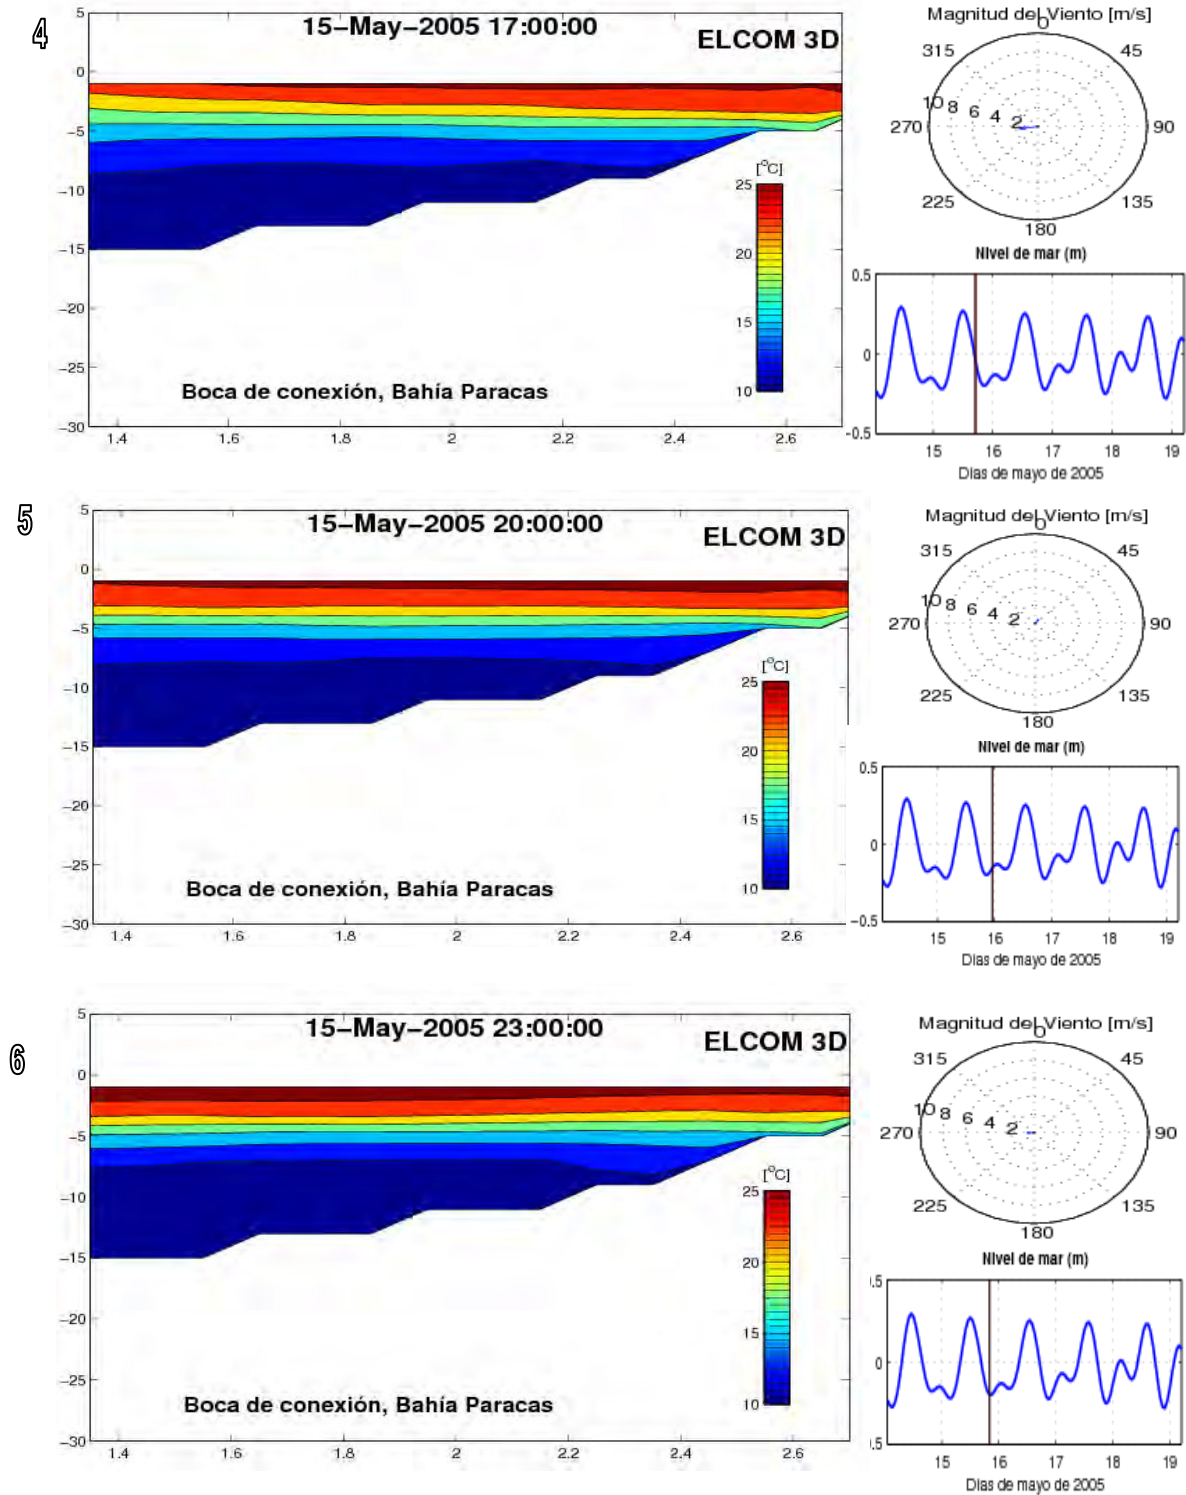 4
15-May-2005 17:00:00
ELCOM 3D
5
0
-5
-10
-15
-20
-25
-30
1.4 1.6 1.8 2 2.2 2.4 2.6
[°C]
25
20
15
10
Boca de conexión, Bahía Paracas
Magnitud del Viento [m/s]
0
315 45
10 8 6 4 2
270 90
225 135
180
Nivel de mar (m)
0.5
0
-0.5
15 16 17 18 19
Dias de mayo de 2005
5
15-May-2005 20:00:00
ELCOM 3D
5
0
-5
-10
-15
-20
-25
-30
1.4 1.6 1.8 2 2.2 2.4 2.6
[°C]
25
20
15
10
Boca de conexión, Bahía Paracas
Magnitud del Viento [m/s]
0
315 45
10 8 6 4 2
270 90
225 135
180
Nivel de mar (m)
0.5
0
-0.5
15 16 17 18 19
Dias de mayo de 2005
6
15-May-2005 23:00:00
ELCOM 3D
5
0
-5
-10
-15
-20
-25
-30
1.4 1.6 1.8 2 2.2 2.4 2.6
[°C]
25
20
15
10
Boca de conexión, Bahía Paracas
Magnitud del Viento [m/s]
0
315 45
10 8 6 4 2
270 90
225 135
180
Nivel de mar (m)
.5
0
.5
15 16 17 18 19
Dias de mayo de 2005